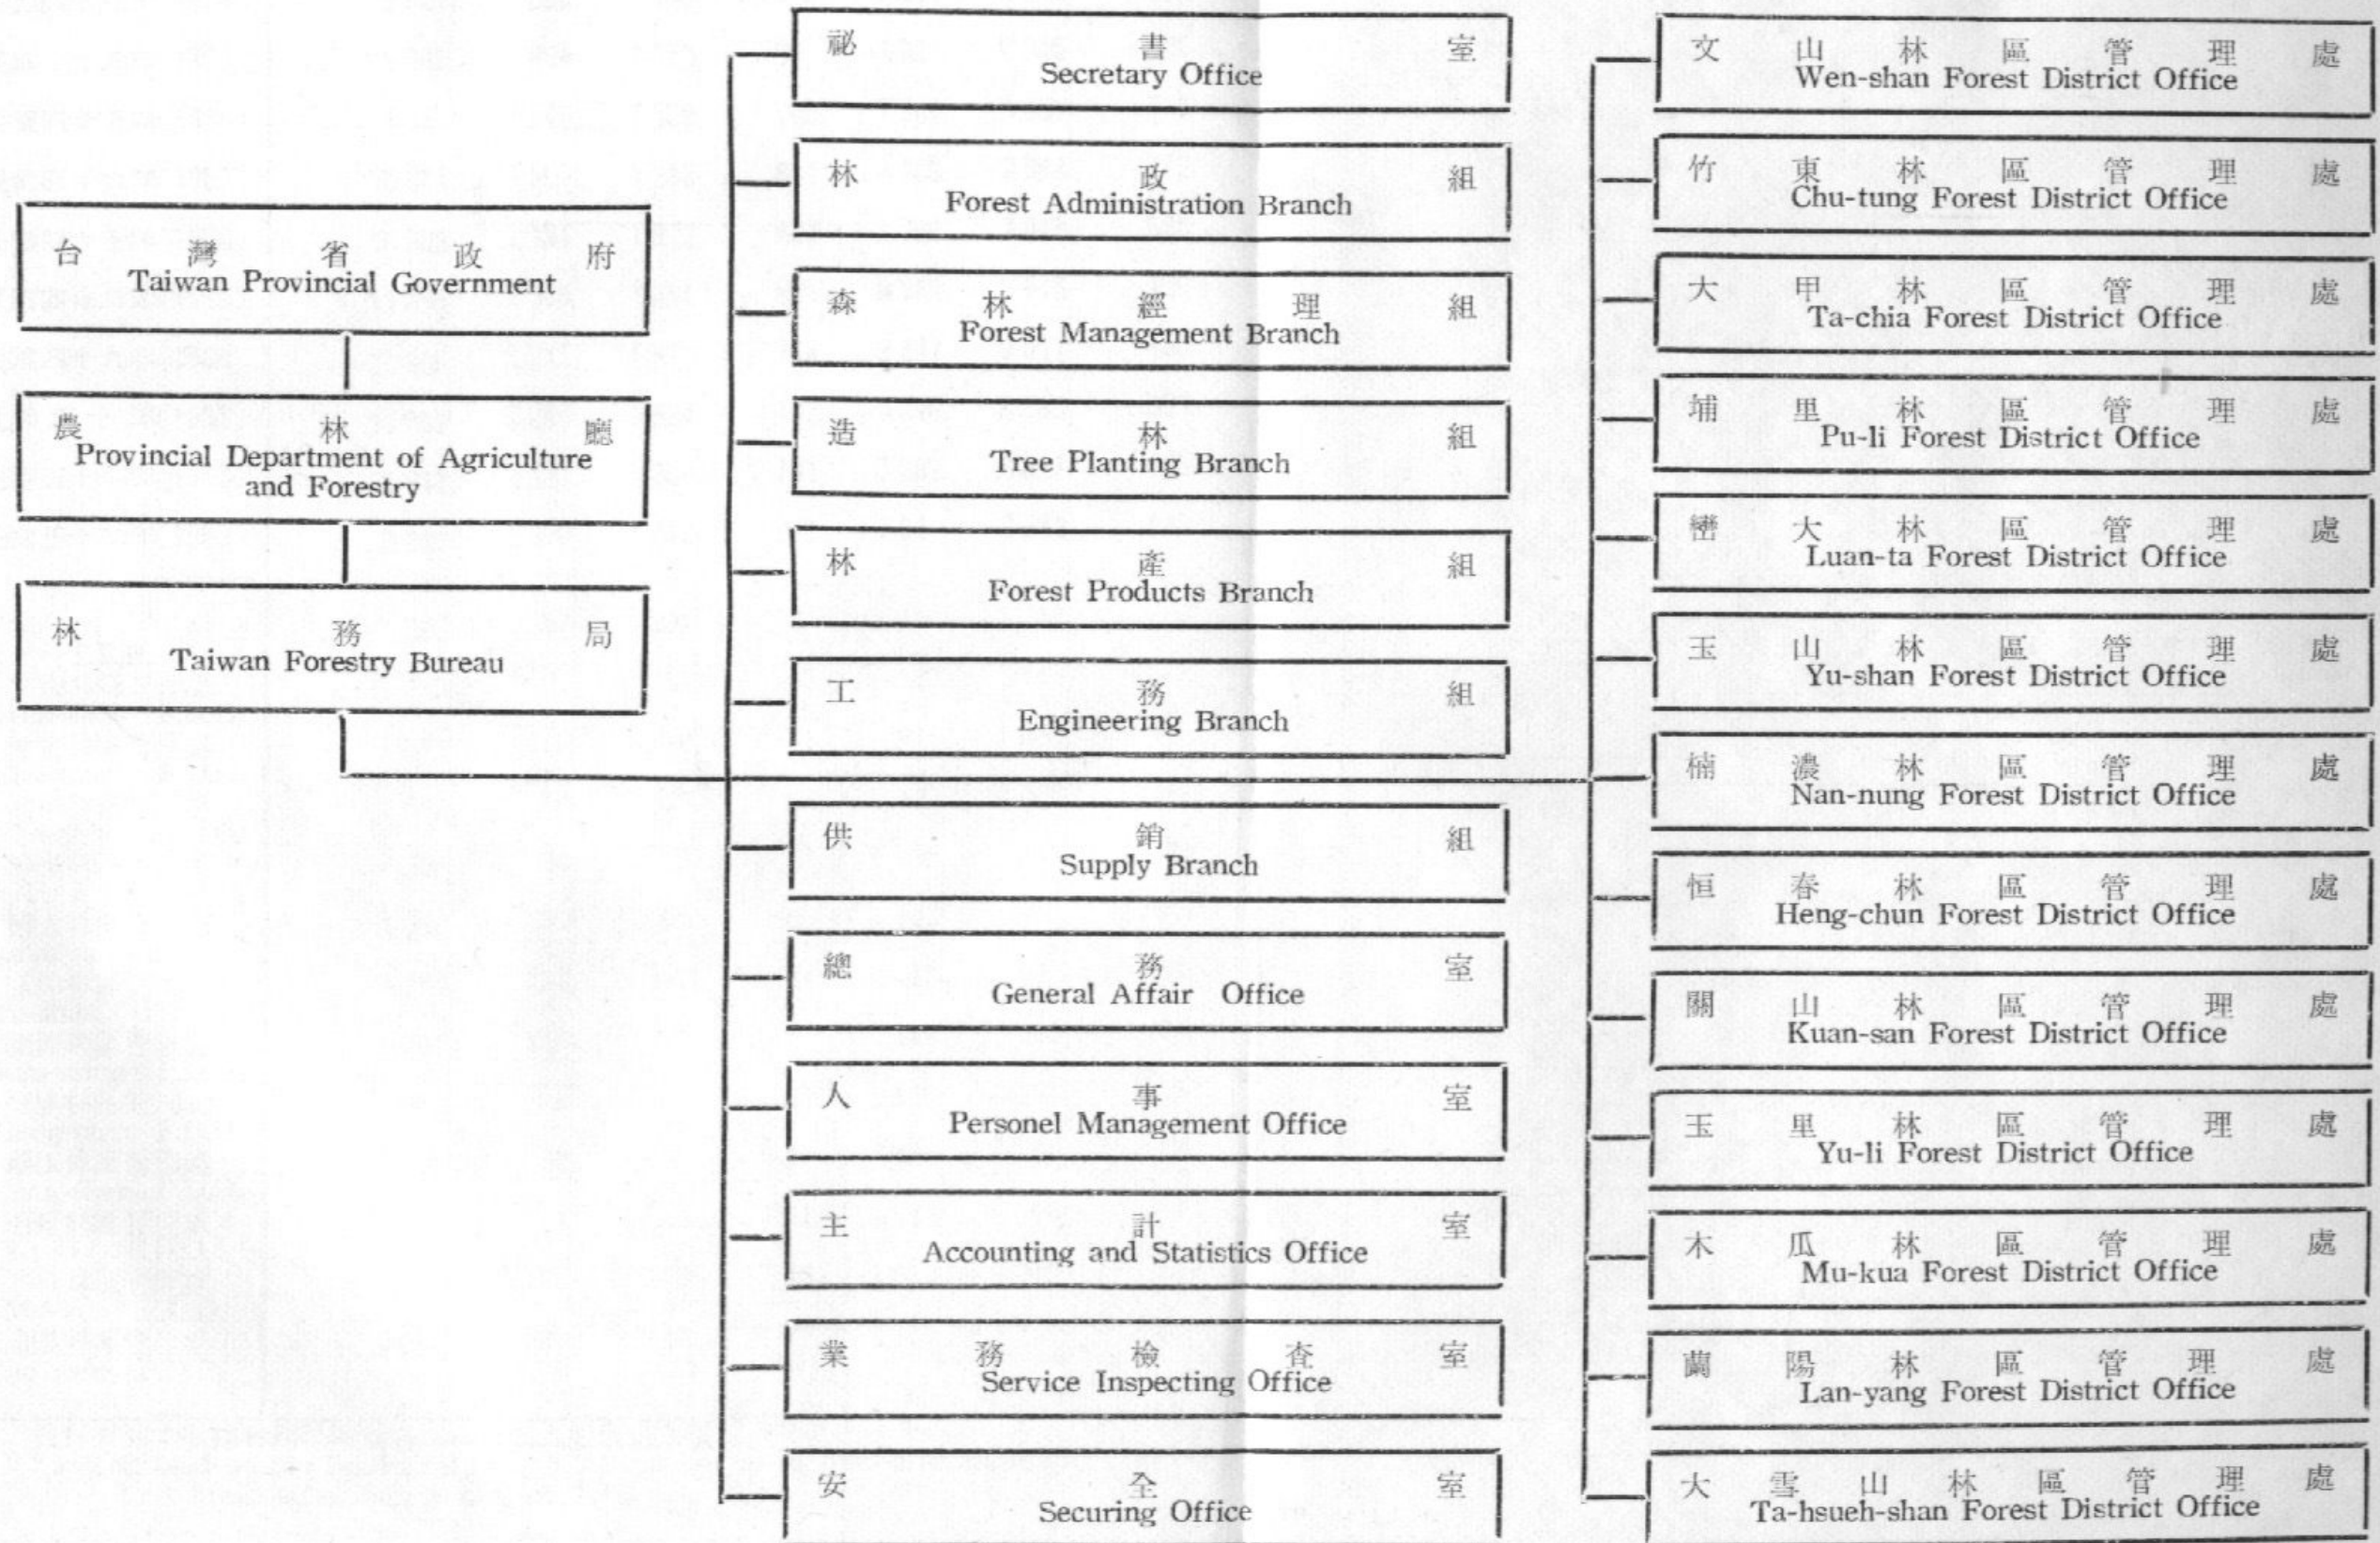 台灣省政府
Taiwan Provincial Government
農林廳
Provincial Department of Agriculture
and Forestry
林務局
Taiwan Forestry Bureau
祕書室
Secretary Office
林政組
Forest Administration Branch
森林經理組
Forest Management Branch
造林組
Tree Planting Branch
林產組
Forest Products Branch
工務組
Engineering Branch
供銷組
Supply Branch
總務室
General Affair Office
人事室
Personel Management Office
主計室
Accounting and Statistics Office
業務檢查室
Service Inspecting Office
安全室
Securing Office
文山林區管理處
Wen-shan Forest District Office
竹東林區管理處
Chu-tung Forest District Office
大甲林區管理處
Ta-chia Forest District Office
埔里林區管理處
Pu-li Forest District Office
巒大林區管理處
Luan-ta Forest District Office
玉山林區管理處
Yu-shan Forest District Office
楠濃林區管理處
Nan-nung Forest District Office
恒春林區管理處
Heng-chun Forest District Office
關山林區管理處
Kuan-san Forest District Office
玉里林區管理處
Yu-li Forest District Office
木瓜林區管理處
Mu-kua Forest District Office
蘭陽林區管理處
Lan-yang Forest District Office
大雪山林區管理處
Ta-hsueh-shan Forest District Office